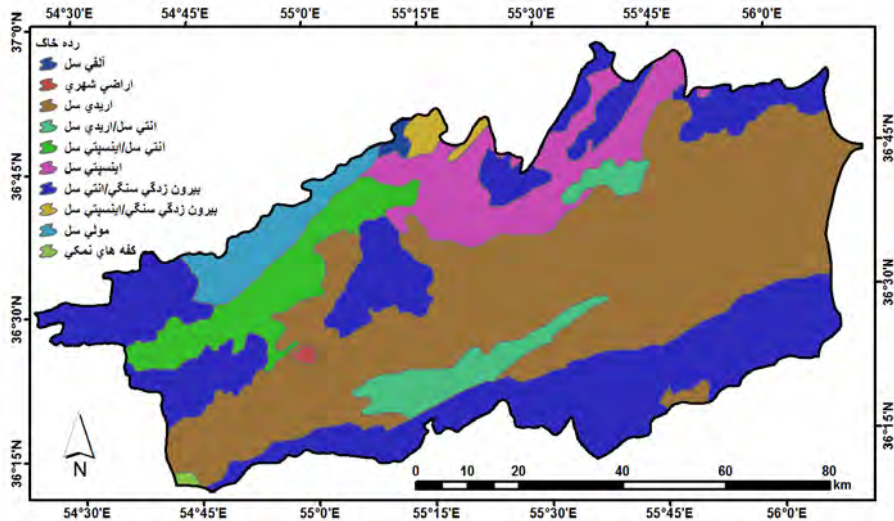 54°30'E 54°45'E 55°0'E 55°15'E 55°30'E 55°45'E 56°0'E
37°0'N
36°45'N
36°30'N
36°15'N
رده خاک
آلفي سل
اراضي شهري
اريدي سل
انتي سل/اريدي سل
انتي سل/اينسپتي سل
اينسپتي سل
بيرون زدگي سنگي/انتي سل
بيرون زدگي سنگي/اينسپتي سل
مولي سل
کفه هاي نمکي
36°45'N
36°30'N
36°15'N
N
0 5 10 20 40 60 80
km
54°30'E 54°45'E 55°0'E 55°15'E 55°30'E 55°45'E 56°0'E